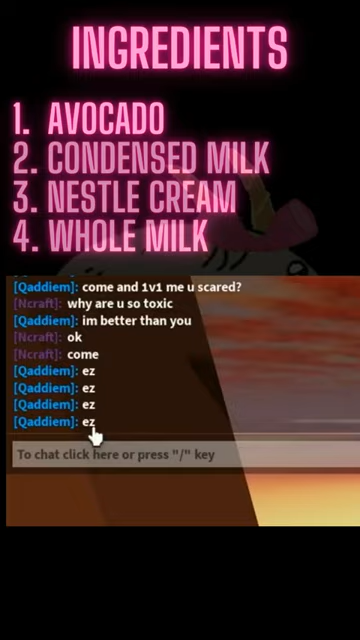 INGREDIENTS
1. AVOCADO
2. CONDENSED MILK
3. NESTLE CREAM
4. WHOLE MILK
[Qaddiem]: come and 1v1 me u scared?
[Ncraft]: why are u so toxic
[Qaddiem]: im better than you
[Ncraft]: ok
[Ncraft]: come
[Qaddiem]: ez
[Qaddiem]: ez
[Qaddiem]: ez
[Qaddiem]: ez
To chat click here or press "/" key